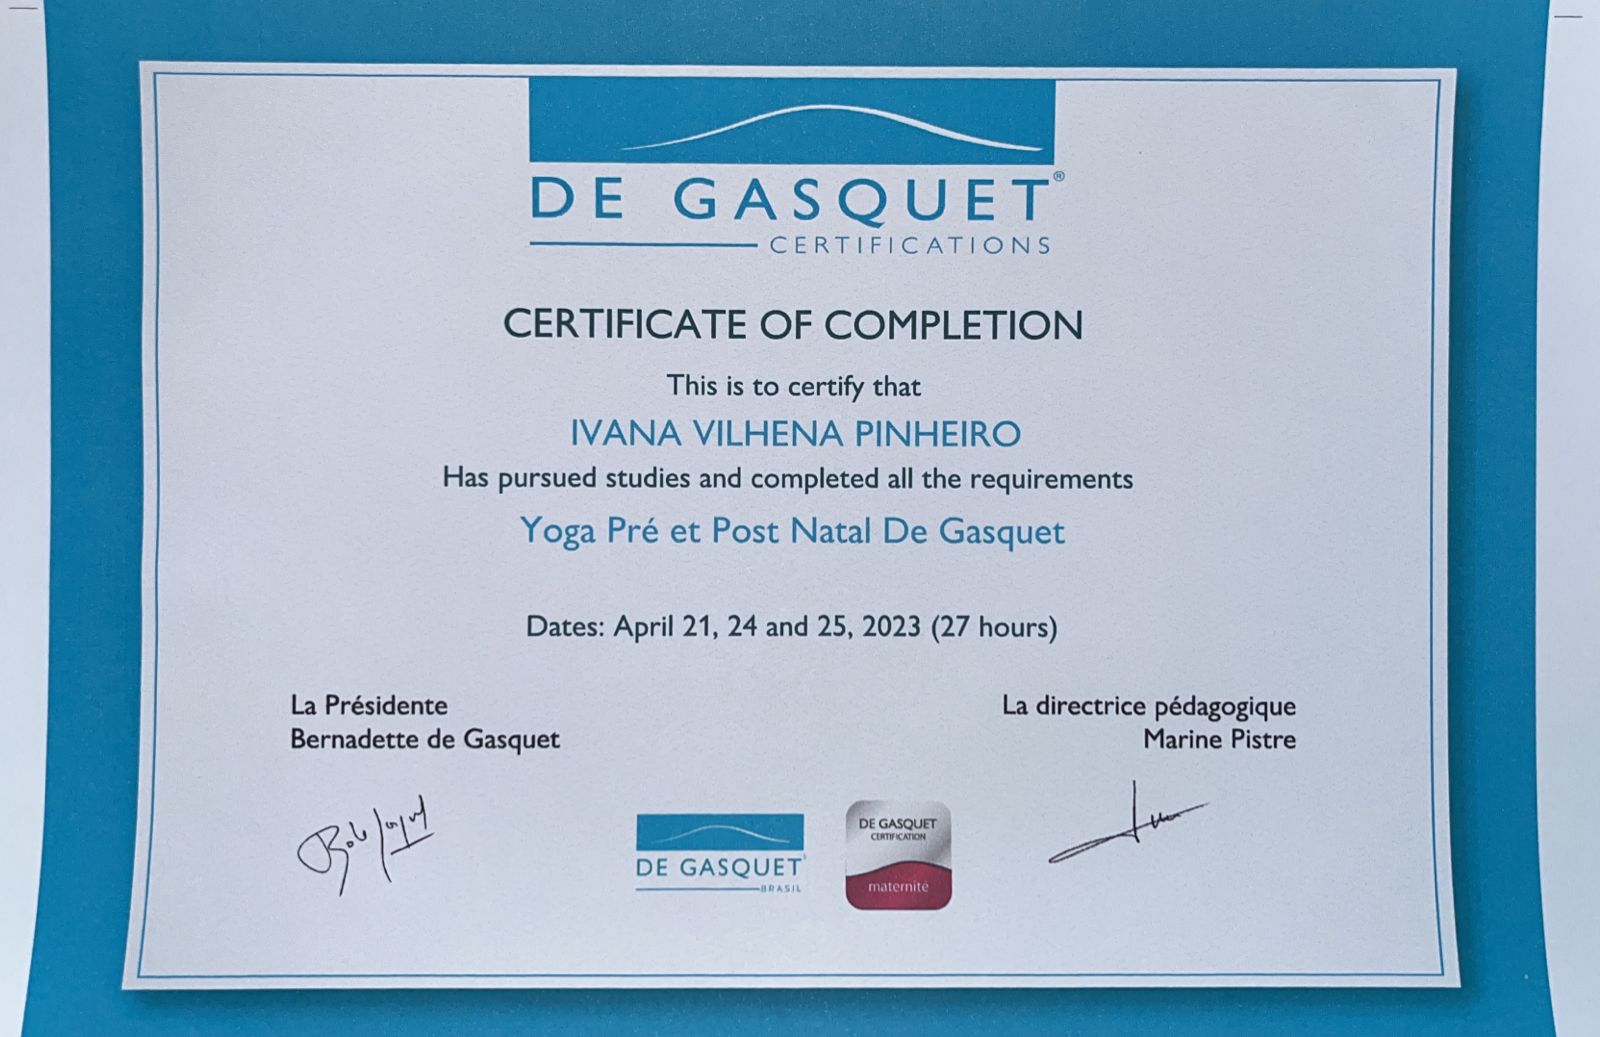 DE GASQUET®
CERTIFICATIONS
CERTIFICATE OF COMPLETION
This is to certify that
IVANA VILHENA PINHEIRO
Has pursued studies and completed all the requirements
Yoga Pré et Post Natal De Gasquet
Dates: April 21, 24 and 25, 2023 (27 hours)
La Présidente
Bernadette de Gasquet
La directrice pédagogique
Marine Pistre
DE GASQUET
BRASIL
DE GASQUET
CERTIFICATION
maternité